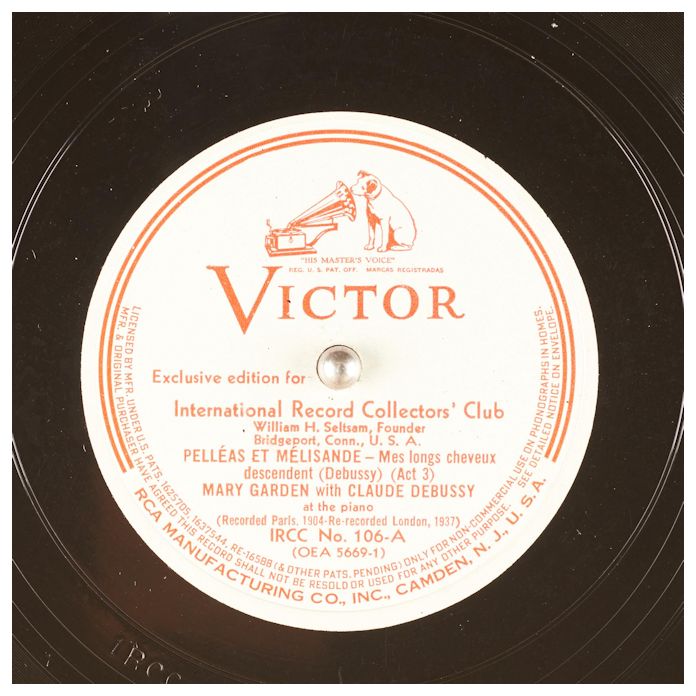 "HIS MASTER'S VOICE"
REG. U. S. PAT. OFF. MARCAS REGISTRADAS
VICTOR
Exclusive edition for
International Record Collectors' Club
William H. Seltsam, Founder
Bridgeport, Conn., U. S. A.
PELLÉAS ET MÉLISANDE – Mes longs cheveux
descendent (Debussy) (Act 3)
MARY GARDEN with CLAUDE DEBUSSY
at the piano
(Recorded Paris, 1904-Re-recorded London, 1937)
IRCC No. 106-A
(OEA 5669-1)
LICENSED BY MFR. UNDER U.S. PATS. 1625705, 1637544, RE-16588 (& OTHER PATS. PENDING) ONLY FOR NON-COMMERCIAL USE ON PHONOGRAPHS IN HOMES.
MFR. & ORIGINAL PURCHASER HAVE AGREED THIS RECORD SHALL NOT BE RESOLD OR USED FOR ANY OTHER PURPOSE. SEE DETAILED NOTICE ON ENVELOPE.
RCA MANUFACTURING CO., INC., CAMDEN, N. J., U. S. A.
IRCC